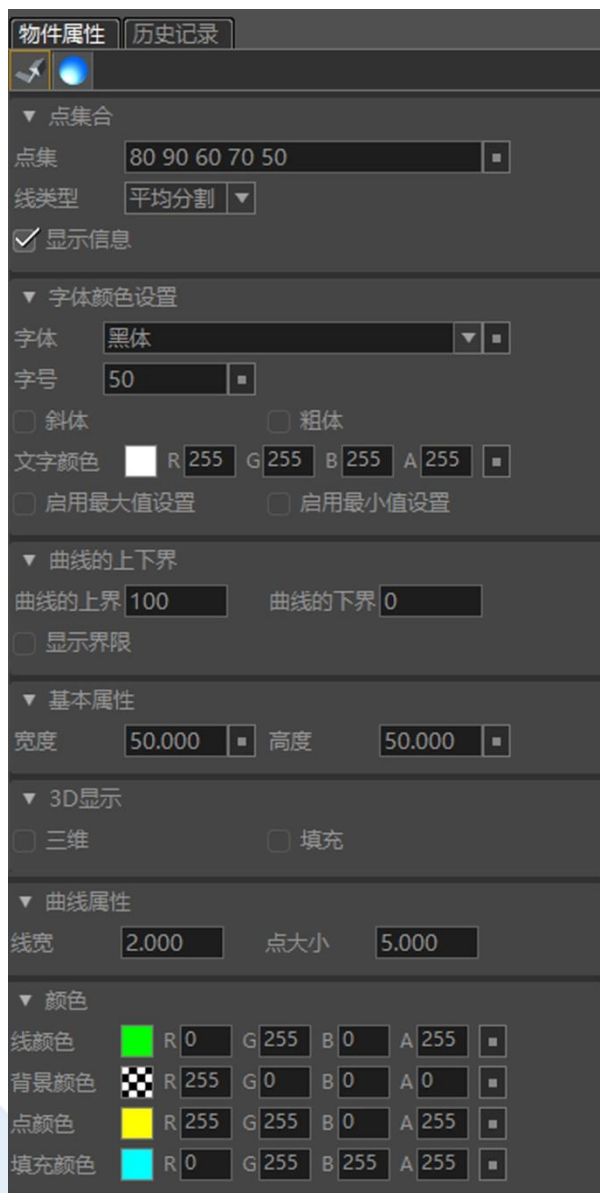 物件属性 历史记录
点集合
点集 80 90 60 70 50
线类型 平均分割
显示信息
字体颜色设置
字体 黑体
字号 50
斜体 粗体
文字颜色 R 255 G 255 B 255 A 255
启用最大值设置 启用最小值设置
曲线的上下界
曲线的上界 100 曲线的下界 0
显示界限
基本属性
宽度 50.000 高度 50.000
3D显示
三维 填充
曲线属性
线宽 2.000 点大小 5.000
颜色
线颜色 R 0 G 255 B 0 A 255
背景颜色 R 255 G 0 B 0 A 0
点颜色 R 255 G 255 B 0 A 255
填充颜色 R 0 G 255 B 255 A 255